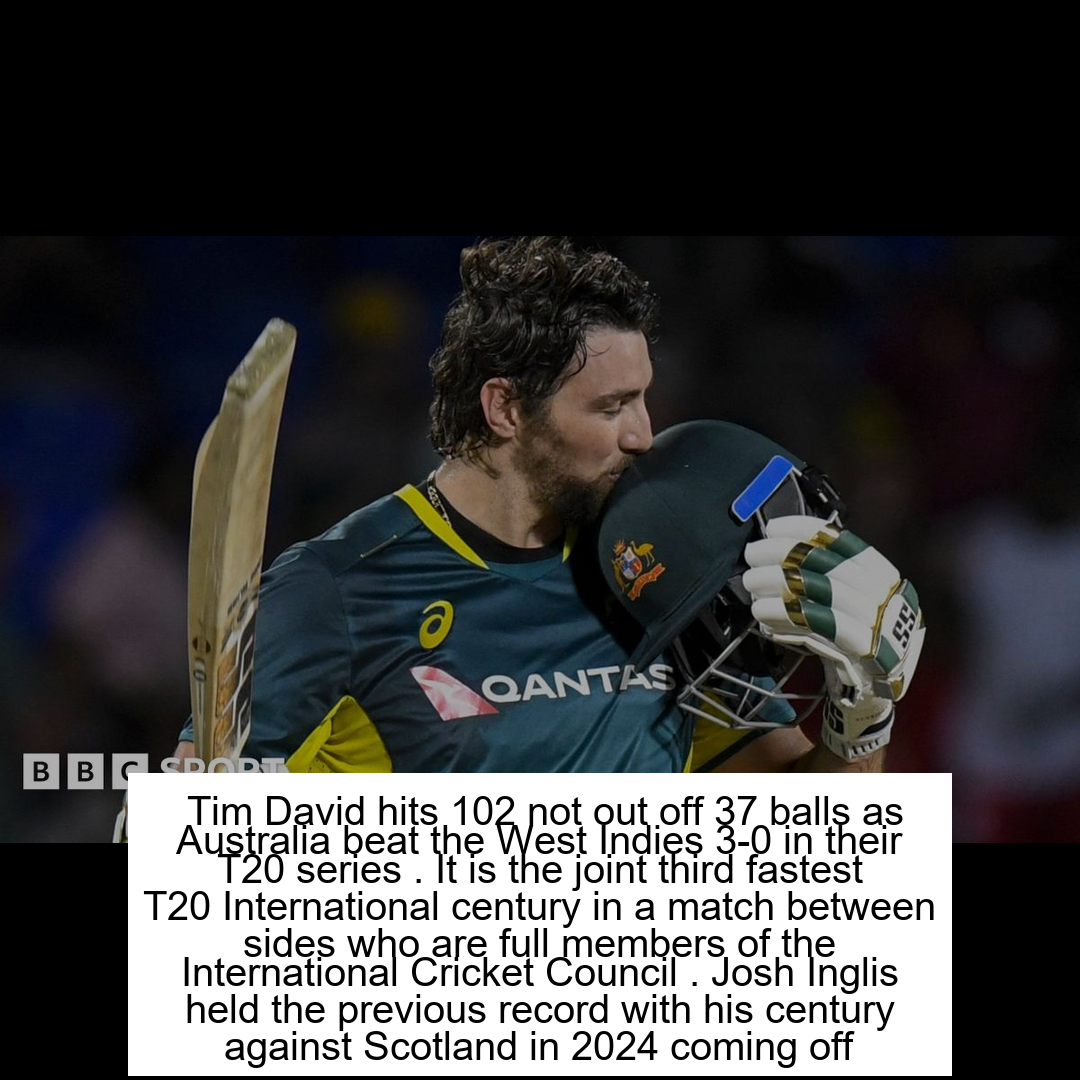 QANTAS
SS
BBC SPORT
Tim David hits 102 not out off 37 balls as
Australia beat the West Indies 3-0 in their
T20 series . It is the joint third fastest
T20 International century in a match between
sides who are full members of the
International Cricket Council . Josh Inglis
held the previous record with his century
against Scotland in 2024 coming off